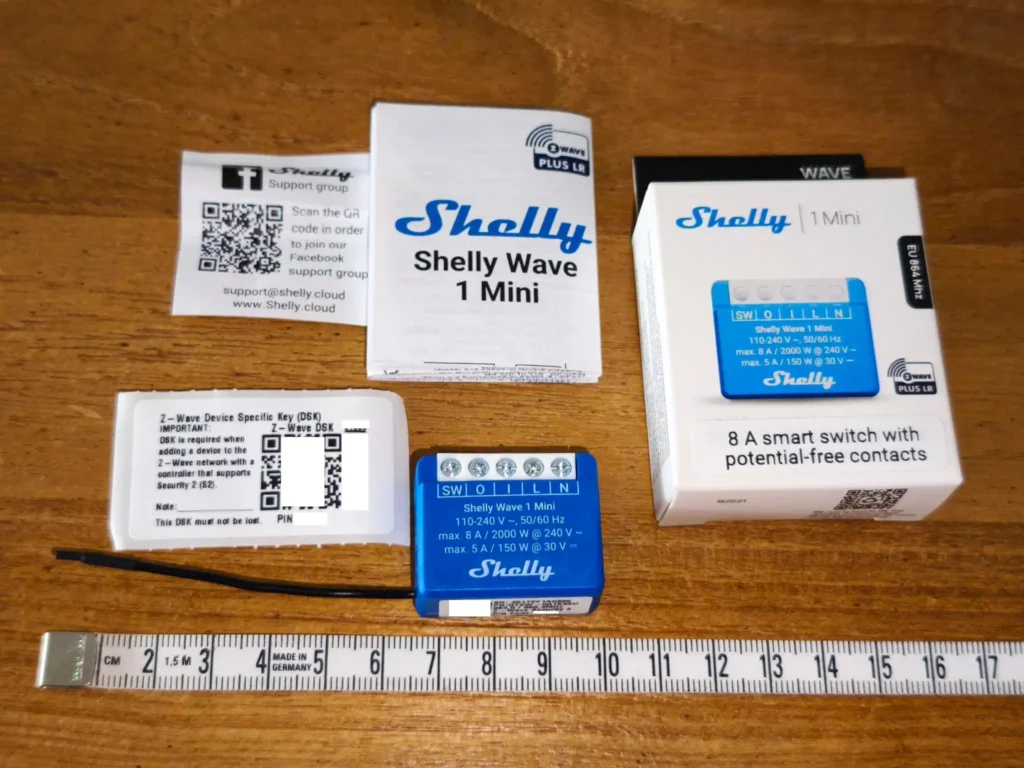 Shelly
Support group
Scan the QR
code in order
to join our
Facebook
support group
support@shelly.cloud
www.Shelly.cloud
Z WAVE
PLUS LR
Shelly
Shelly Wave
1 Mini
WAVE
Shelly | 1 Mini
EU 864 Mhz
SW O I L N
Shelly Wave 1 Mini
110-240 V ~, 50/60 Hz
max. 8 A / 2000 W @ 240 V ~
max. 5 A / 150 W @ 30 V ⎓
Shelly
Z WAVE
PLUS LR
8 A smart switch with
potential-free contacts
Z-Wave Device Specific Key (DSK)
IMPORTANT:
DSK is required when
adding a device to the
Z-Wave network with a
controller that supports
Security 2 (S2).
Note:
This DSK must not be lost.
Z-Wave DSK
PIN
SW O I L N
Shelly Wave 1 Mini
110-240 V ~, 50/60 Hz
max. 8 A / 2000 W @ 240 V ~
max. 5 A / 150 W @ 30 V ⎓
Shelly
CM 2 1,5 M 3 4 MADE IN GERMANY 5 6 7 8 9 10 11 12 13 14 15 16 17